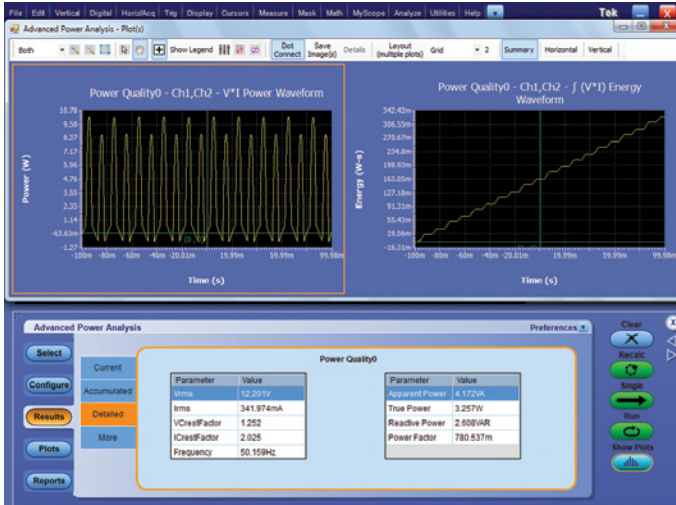 File Edit Vertical Digital Horiz/Acq Trig Display Cursors Measure Mask Math MyScope Analyze Utilities Help Tek
Advanced Power Analysis - Plot(s)
Both Show Legend Dot Connect Save Image(s) Details Layout (multiple plots) Grid 2 Summary Horizontal Vertical
Power Quality0 - Ch1,Ch2 - V*I Power Waveform
Power (W)
10.78
9.58
8.37
7.17
5.96
4.76
3.55
2.35
1.14
-63.63m
-1.27
-100m -80m -60m -40m -20.01m 19.99m 59.99m 99.98m
Time (s)
Power Quality0 - Ch1,Ch2 - ∫ (V*I) Energy
Waveform
Energy (W-s)
342.42m
306.55m
270.67m
234.8m
198.93m
163.05m
127.18m
91.31m
55.43m
19.56m
-16.31m
-100m -80m -60m -40m -20.01m 19.99m 59.99m 99.98m
Time (s)
Advanced Power Analysis Preferences
Select
Configure
Results
Plots
Reports
Current
Accumulated
Detailed
More
Power Quality0
Parameter Value
Vrms 12.201V
Irms 341.974mA
VCrestFactor 1.252
ICrestFactor 2.025
Frequency 50.159Hz
Parameter Value
Apparent Power 4.172VA
True Power 3.257W
Reactive Power 2.608VAR
Power Factor 780.537m
Clear
Recalc
Single
Run
Show Plots